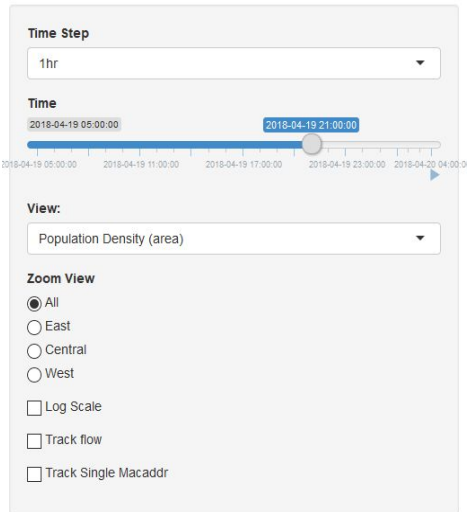 Time Step
1hr
Time
2018-04-19 05:00:00 2018-04-19 21:00:00
2018-04-19 05:00:00 2018-04-19 11:00:00 2018-04-19 17:00:00 2018-04-19 23:00:00 2018-04-20 04:00:00
View:
Population Density (area)
Zoom View
All
East
Central
West
Log Scale
Track flow
Track Single Macaddr